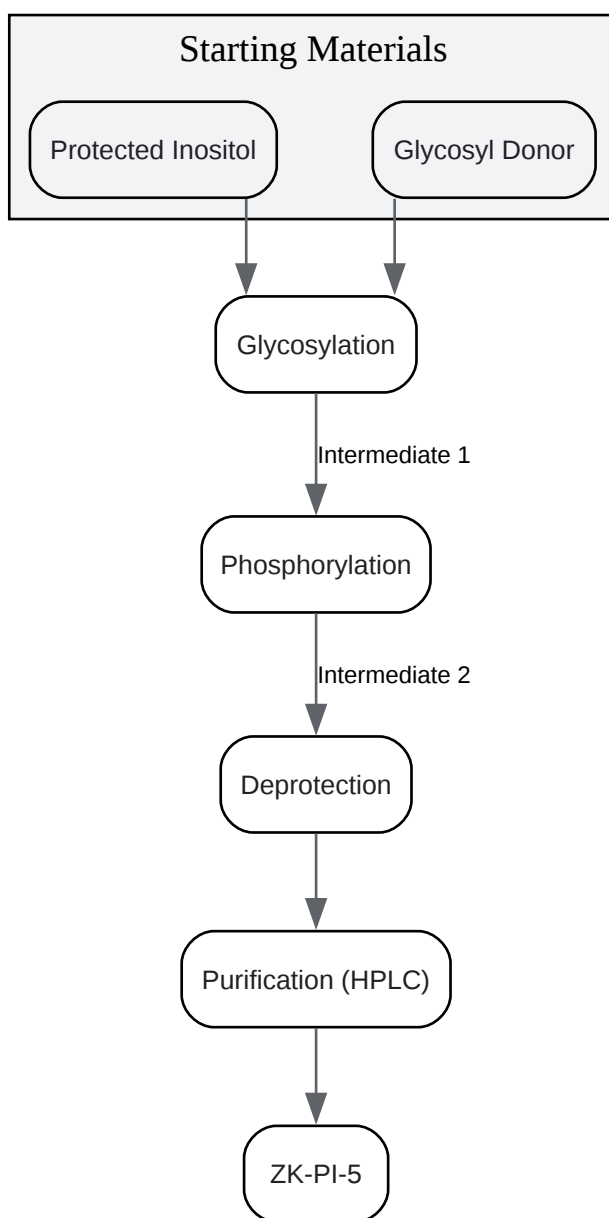 Starting Materials
Protected Inositol
Glycosyl Donor
Glycosylation
Intermediate 1
Phosphorylation
Intermediate 2
Deprotection
Purification (HPLC)
ZK-PI-5